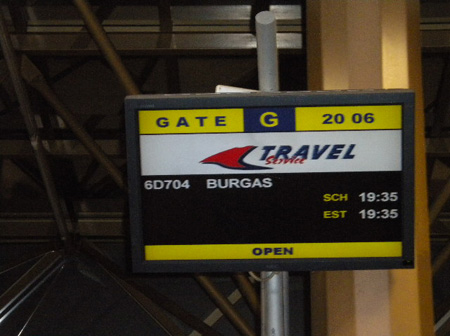 GATE G 20 06
TRAVEL
Service
6D704 BURGAS
SCH 19:35
EST 19:35
OPEN